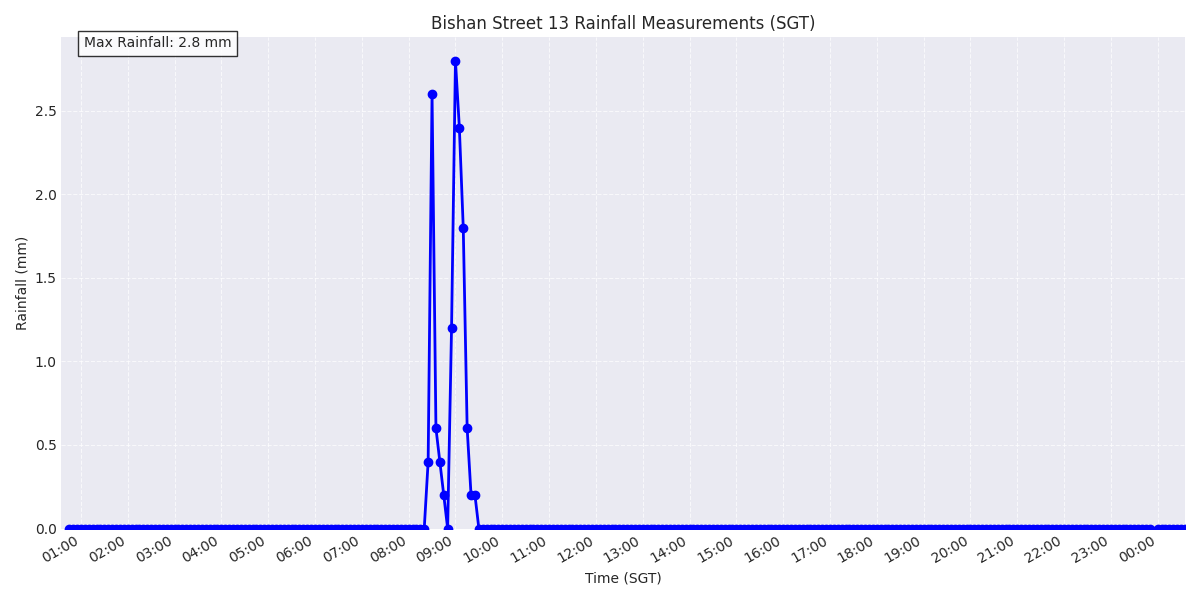 Bishan Street 13 Rainfall Measurements (SGT)
Max Rainfall: 2.8 mm
Rainfall (mm)
2.5
2.0
1.5
1.0
0.5
0.0
01:00 02:00 03:00 04:00 05:00 06:00 07:00 08:00 09:00 10:00 11:00 12:00 13:00 14:00 15:00 16:00 17:00 18:00 19:00 20:00 21:00 22:00 23:00 00:00
Time (SGT)